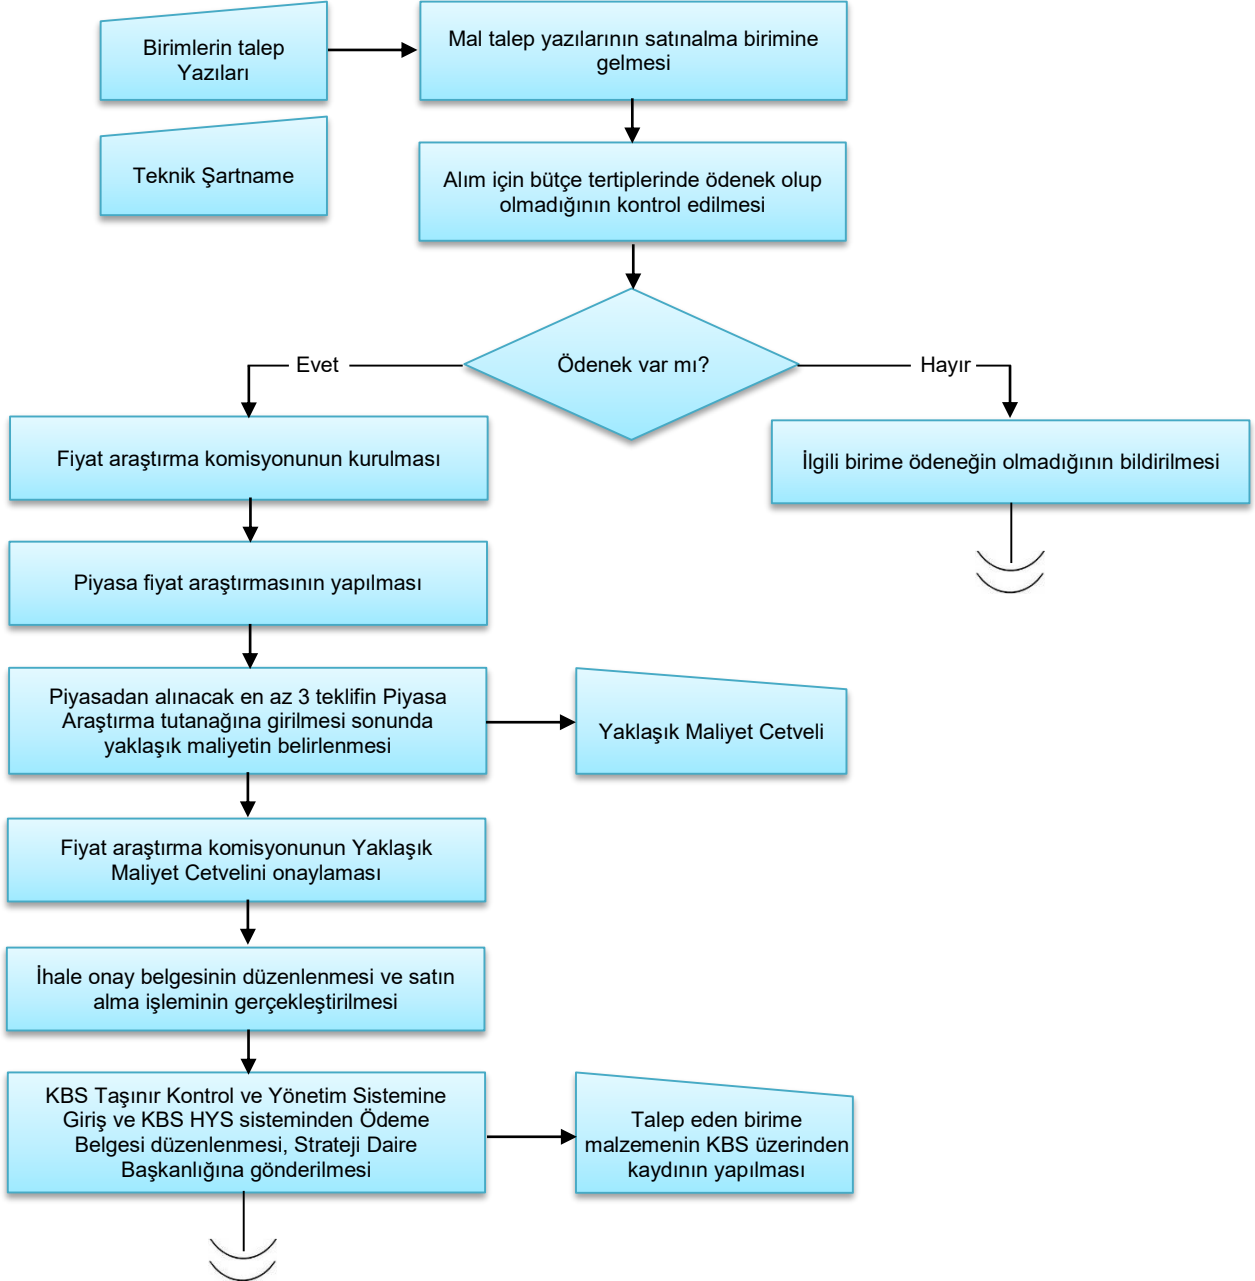 Birimlerin talep
Yazıları
Mal talep yazılarının satınalma birimine
gelmesi
Teknik Şartname
Alım için bütçe tertiplerinde ödenek olup
olmadığının kontrol edilmesi
Ödenek var mı?
Evet
Hayır
Fiyat araştırma komisyonunun kurulması
İlgili birime ödeneğin olmadığının bildirilmesi
Piyasa fiyat araştırmasının yapılması
Piyasadan alınacak en az 3 teklifin Piyasa
Araştırma tutanağına girilmesi sonunda
yaklaşık maliyetin belirlenmesi
Yaklaşık Maliyet Cetveli
Fiyat araştırma komisyonunun Yaklaşık
Maliyet Cetvelini onaylaması
İhale onay belgesinin düzenlenmesi ve satın
alma işleminin gerçekleştirilmesi
KBS Taşınır Kontrol ve Yönetim Sistemine
Giriş ve KBS HYS sisteminden Ödeme
Belgesi düzenlenmesi, Strateji Daire
Başkanlığına gönderilmesi
Talep eden birime
malzemenin KBS üzerinden
kaydının yapılması